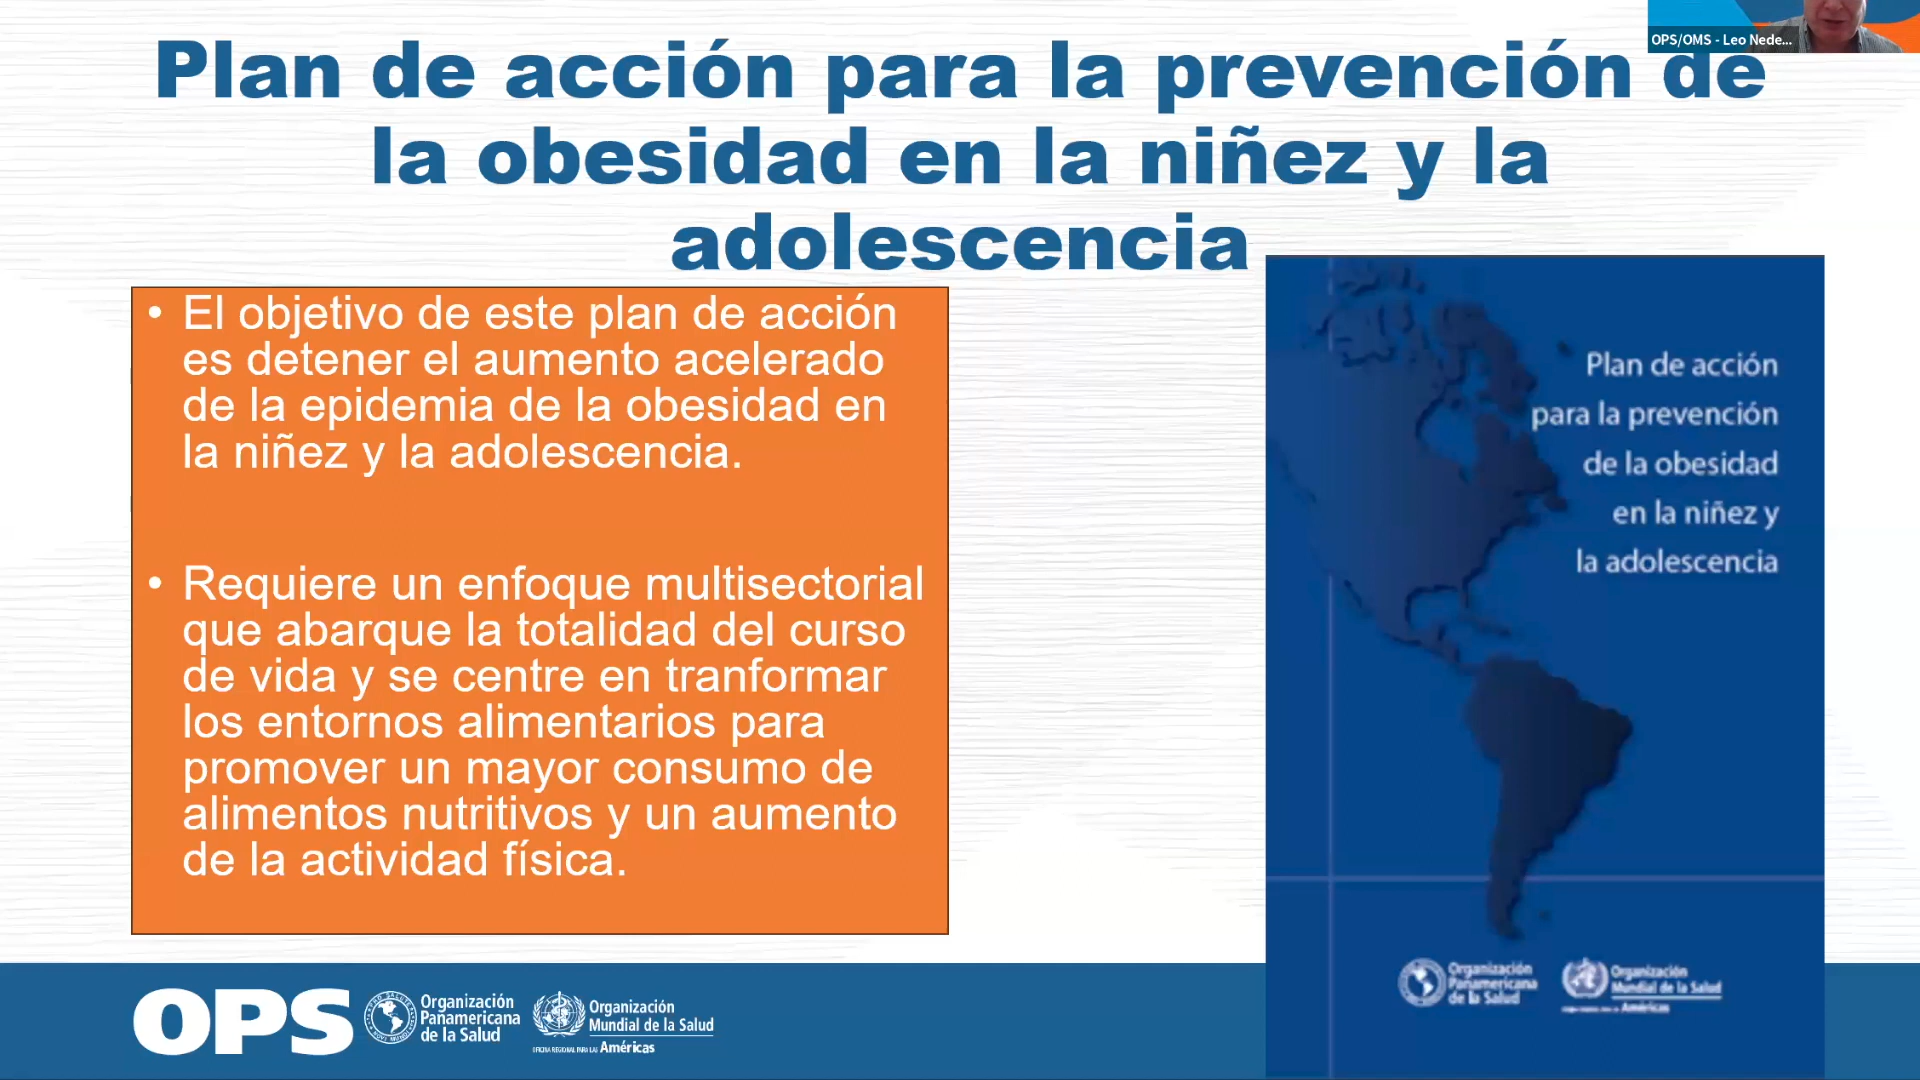 OPS/OMS - Leo Nede...
Plan de acción para la prevención de
la obesidad en la niñez y la
adolescencia
• El objetivo de este plan de acción
es detener el aumento acelerado
de la epidemia de la obesidad en
la niñez y la adolescencia.
• Requiere un enfoque multisectorial
que abarque la totalidad del curso
de vida y se centre en tranformar
los entornos alimentarios para
promover un mayor consumo de
alimentos nutritivos y un aumento
de la actividad física.
Plan de acción
para la prevención
de la obesidad
en la niñez y
la adolescencia
Organización
Panamericana
de la Salud
Organización
Mundial de la Salud
Américas
OPS
Organización
Panamericana
de la Salud
Organización
Mundial de la Salud
OFICINA REGIONAL PARA LAS Américas